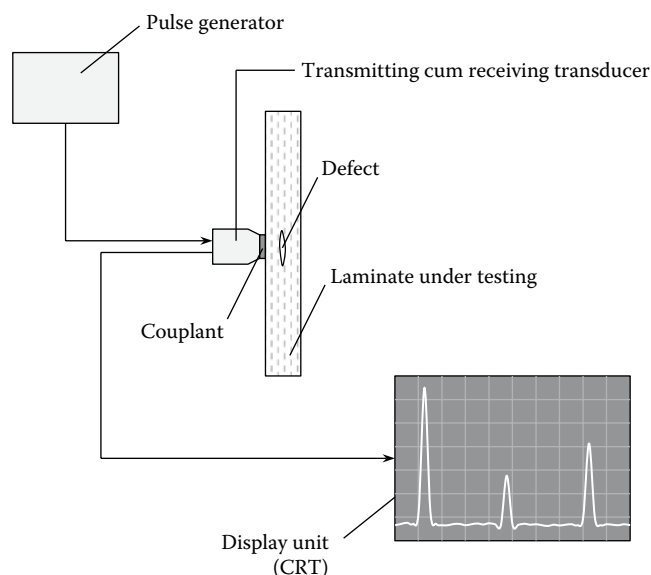 Pulse generator
Transmitting cum receiving transducer
Defect
Laminate under testing
Couplant
Display unit
(CRT)